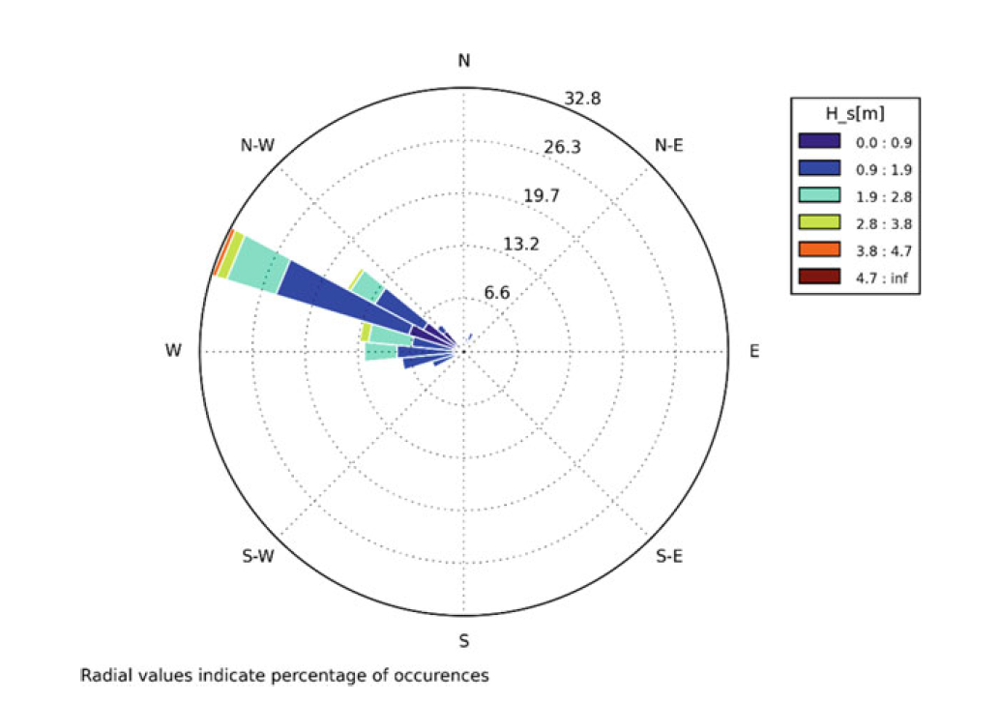 N
32.8
N-W
26.3
N-E
19.7
13.2
6.6
W
E
S-W
S-E
S
H_s[m]
0.0 : 0.9
0.9 : 1.9
1.9 : 2.8
2.8 : 3.8
3.8 : 4.7
4.7 : inf
Radial values indicate percentage of occurences